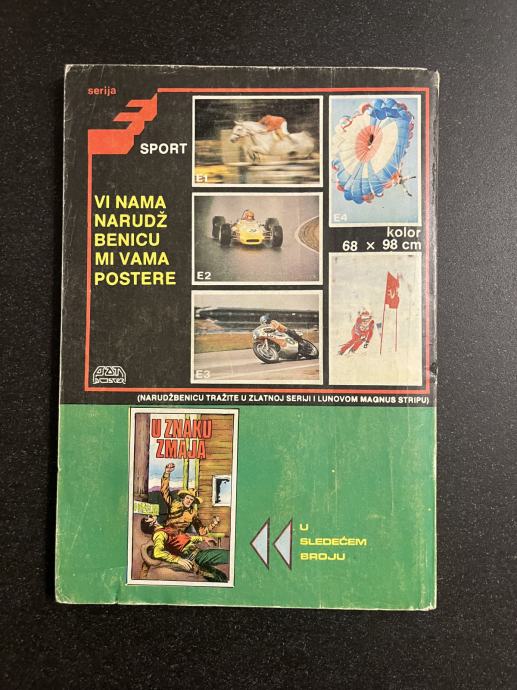 serija
SPORT
VI NAMA
NARUDŽ
BENICU
MI VAMA
POSTERE
E1
E2
E3
E4
kolor
68 x 98 cm
(NARUDŽBENICU TRAŽITE U ZLATNOJ SERIJI I LUNOVOM MAGNUS STRIPU)
U ZNAKU
ZMAJA
U
SLEDEĆEM
BROJU